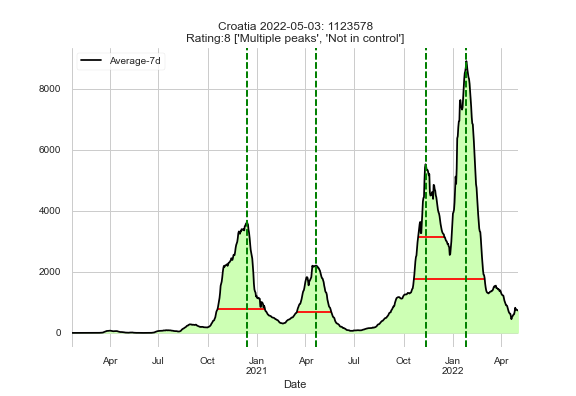 Croatia 2022-05-03: 1123578
Rating:8 ['Multiple peaks', 'Not in control']
Average-7d
8000
6000
4000
2000
0
Apr Jul Oct Jan Apr Jul Oct Jan Apr
2021 2022
Date